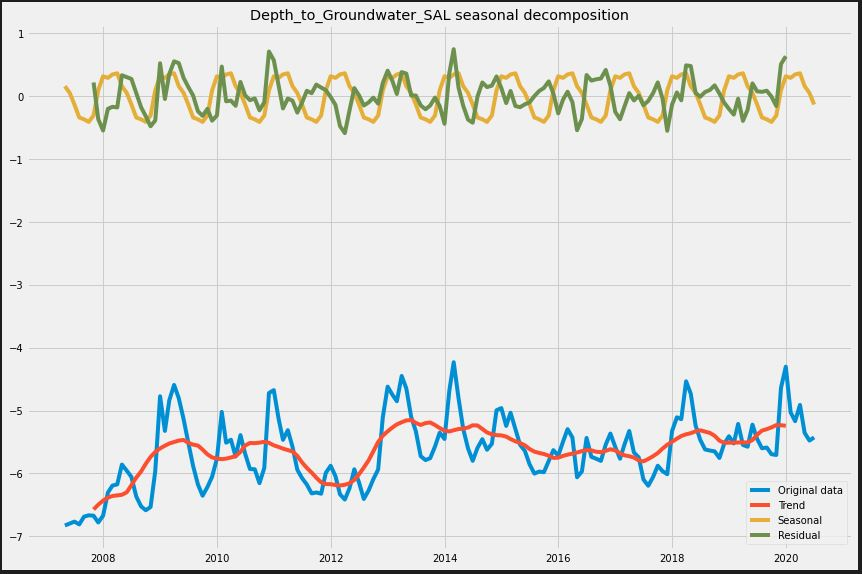 Depth_to_Groundwater_SAL seasonal decomposition
1
0
−1
−2
−3
−4
−5
−6
−7
2008 2010 2012 2014 2016 2018 2020
Original data
Trend
Seasonal
Residual